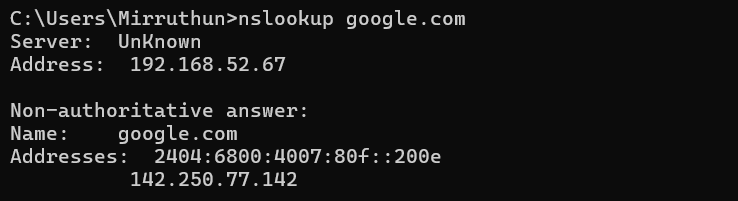 C:\Users\Mirruthun>nslookup google.com
Server:  UnKnown
Address:  192.168.52.67

Non-authoritative answer:
Name:    google.com
Addresses:  2404:6800:4007:80f::200e
          142.250.77.142